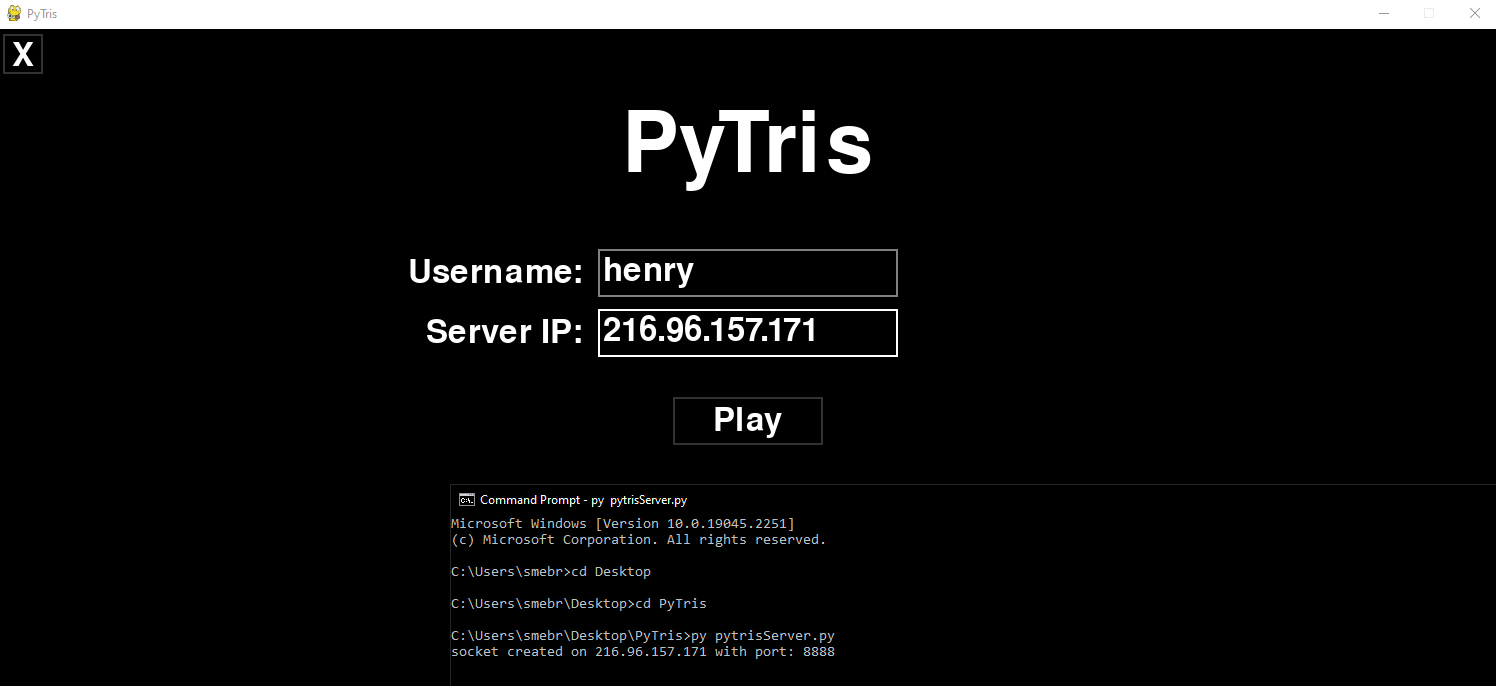 PyTris
X
PyTris
Username: henry
Server IP: 216.96.157.171
Play
Command Prompt - py  pytrisServer.py
Microsoft Windows [Version 10.0.19045.2251]
(c) Microsoft Corporation. All rights reserved.
C:\Users\smebr>cd Desktop
C:\Users\smebr\Desktop>cd PyTris
C:\Users\smebr\Desktop\PyTris>py pytrisServer.py
socket created on 216.96.157.171 with port: 8888